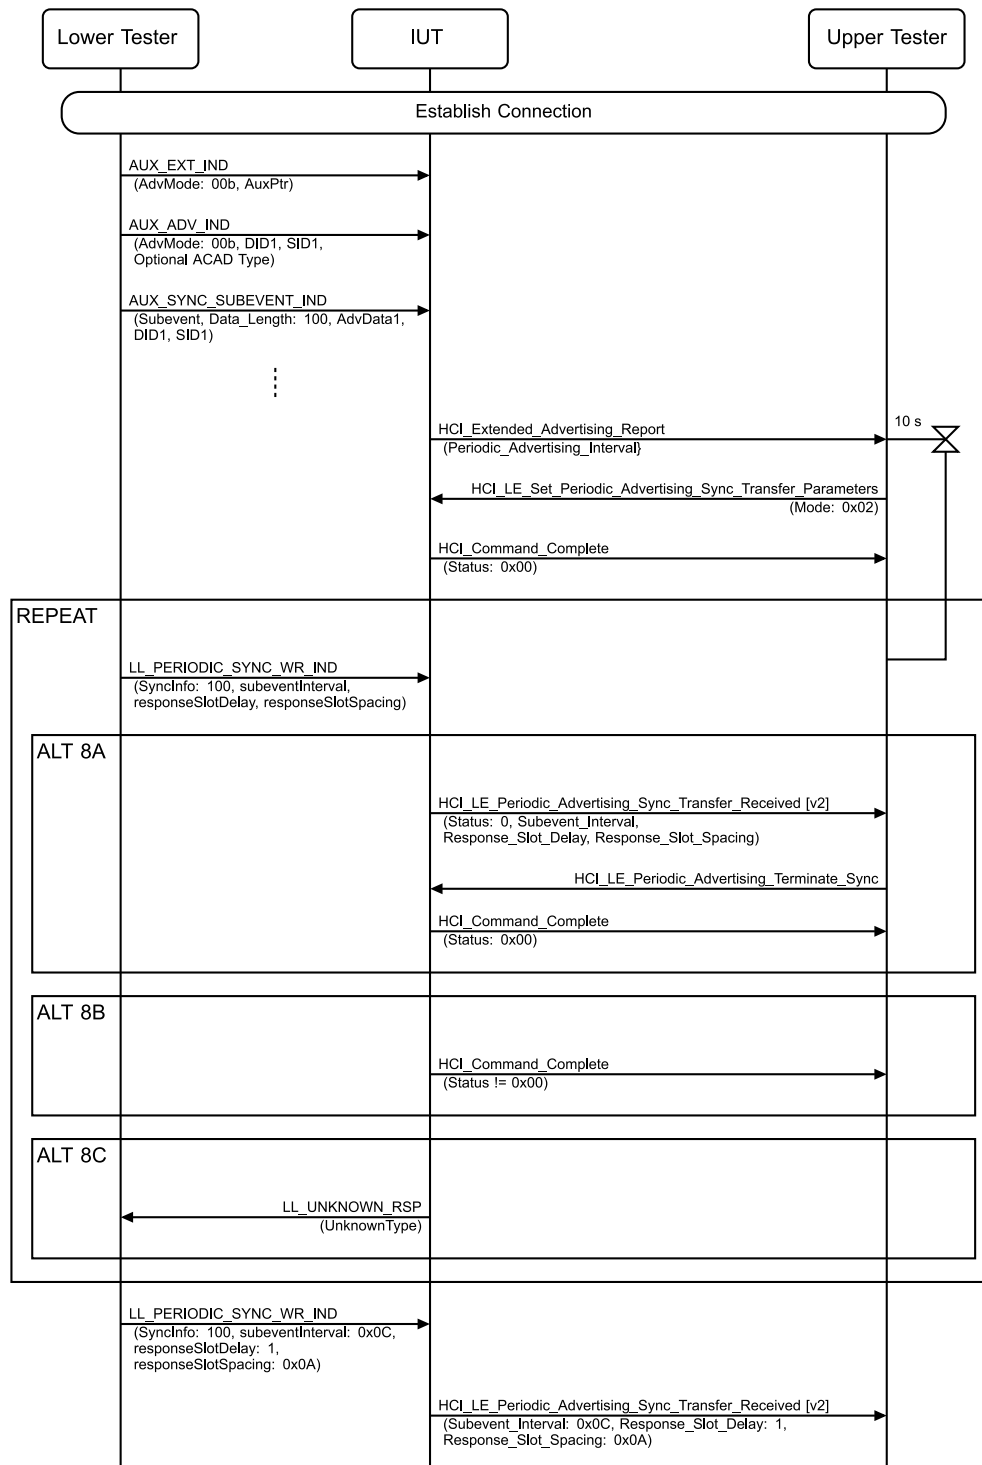 Lower Tester
IUT
Upper Tester
Establish Connection
AUX_EXT_IND
(AdvMode: 00b, AuxPtr)
AUX_ADV_IND
(AdvMode: 00b, DID1, SID1,
Optional ACAD Type)
AUX_SYNC_SUBEVENT_IND
(Subevent, Data_Length: 100, AdvData1,
DID1, SID1)
HCI_Extended_Advertising_Report
(Periodic_Advertising_Interval}
10 s
HCI_LE_Set_Periodic_Advertising_Sync_Transfer_Parameters
(Mode: 0x02)
HCI_Command_Complete
(Status: 0x00)
REPEAT
LL_PERIODIC_SYNC_WR_IND
(SyncInfo: 100, subeventInterval,
responseSlotDelay, responseSlotSpacing)
ALT 8A
HCI_LE_Periodic_Advertising_Sync_Transfer_Received [v2]
(Status: 0, Subevent_Interval,
Response_Slot_Delay, Response_Slot_Spacing)
HCI_LE_Periodic_Advertising_Terminate_Sync
HCI_Command_Complete
(Status: 0x00)
ALT 8B
HCI_Command_Complete
(Status != 0x00)
ALT 8C
LL_UNKNOWN_RSP
(UnknownType)
LL_PERIODIC_SYNC_WR_IND
(SyncInfo: 100, subeventInterval: 0x0C,
responseSlotDelay: 1,
responseSlotSpacing: 0x0A)
HCI_LE_Periodic_Advertising_Sync_Transfer_Received [v2]
(Subevent_Interval: 0x0C, Response_Slot_Delay: 1,
Response_Slot_Spacing: 0x0A)